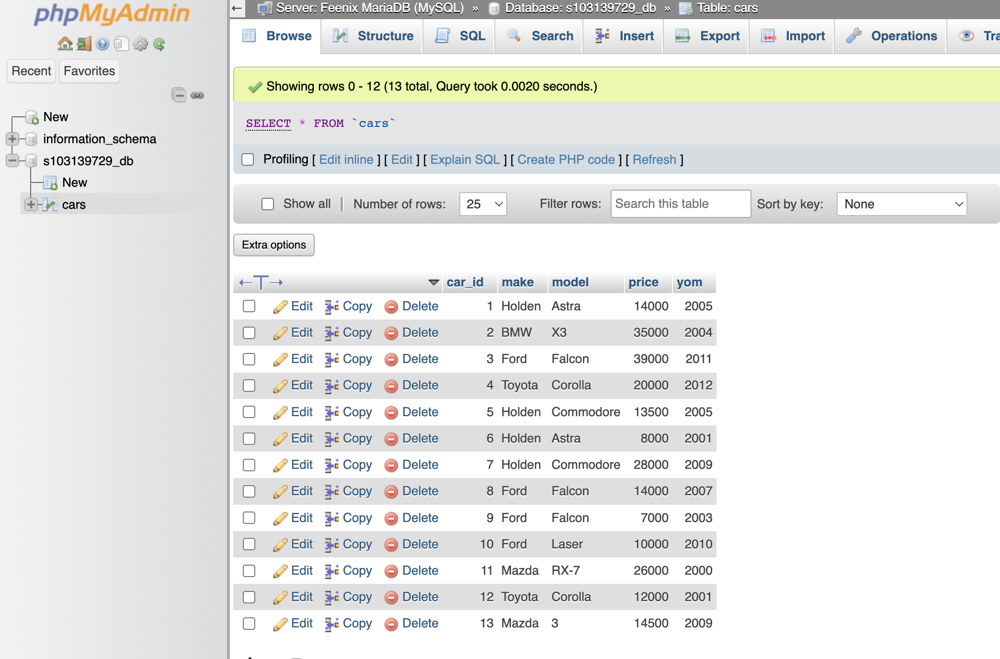 phpMyAdmin
Recent Favorites
New
information_schema
s103139729_db
New
cars
Server: Feenix MariaDB (MySQL) » Database: s103139729_db » Table: cars
Browse Structure SQL Search Insert Export Import Operations Tra
Showing rows 0 - 12 (13 total, Query took 0.0020 seconds.)
SELECT * FROM `cars`
Profiling [ Edit inline ] [ Edit ] [ Explain SQL ] [ Create PHP code ] [ Refresh ]
Show all | Number of rows: 25 Filter rows: Search this table Sort by key: None
Extra options
car_id make model price yom
Edit Copy Delete 1 Holden Astra 14000 2005
Edit Copy Delete 2 BMW X3 35000 2004
Edit Copy Delete 3 Ford Falcon 39000 2011
Edit Copy Delete 4 Toyota Corolla 20000 2012
Edit Copy Delete 5 Holden Commodore 13500 2005
Edit Copy Delete 6 Holden Astra 8000 2001
Edit Copy Delete 7 Holden Commodore 28000 2009
Edit Copy Delete 8 Ford Falcon 14000 2007
Edit Copy Delete 9 Ford Falcon 7000 2003
Edit Copy Delete 10 Ford Laser 10000 2010
Edit Copy Delete 11 Mazda RX-7 26000 2000
Edit Copy Delete 12 Toyota Corolla 12000 2001
Edit Copy Delete 13 Mazda 3 14500 2009